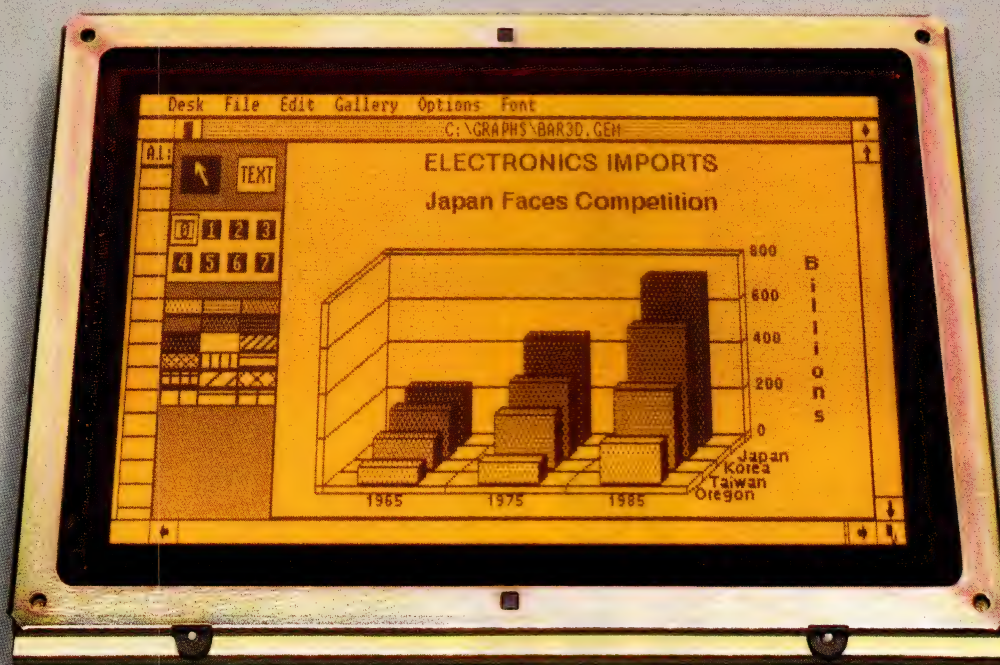 Desk File Edit Gallery Options Font
C:\GRAPHS\BAR3D.GEM
A1:
TEXT
0 1 2 3
4 5 6 7
ELECTRONICS IMPORTS
Japan Faces Competition
800
600
400
200
0
Billions
Japan
Korea
Taiwan
Oregon
1965 1975 1985